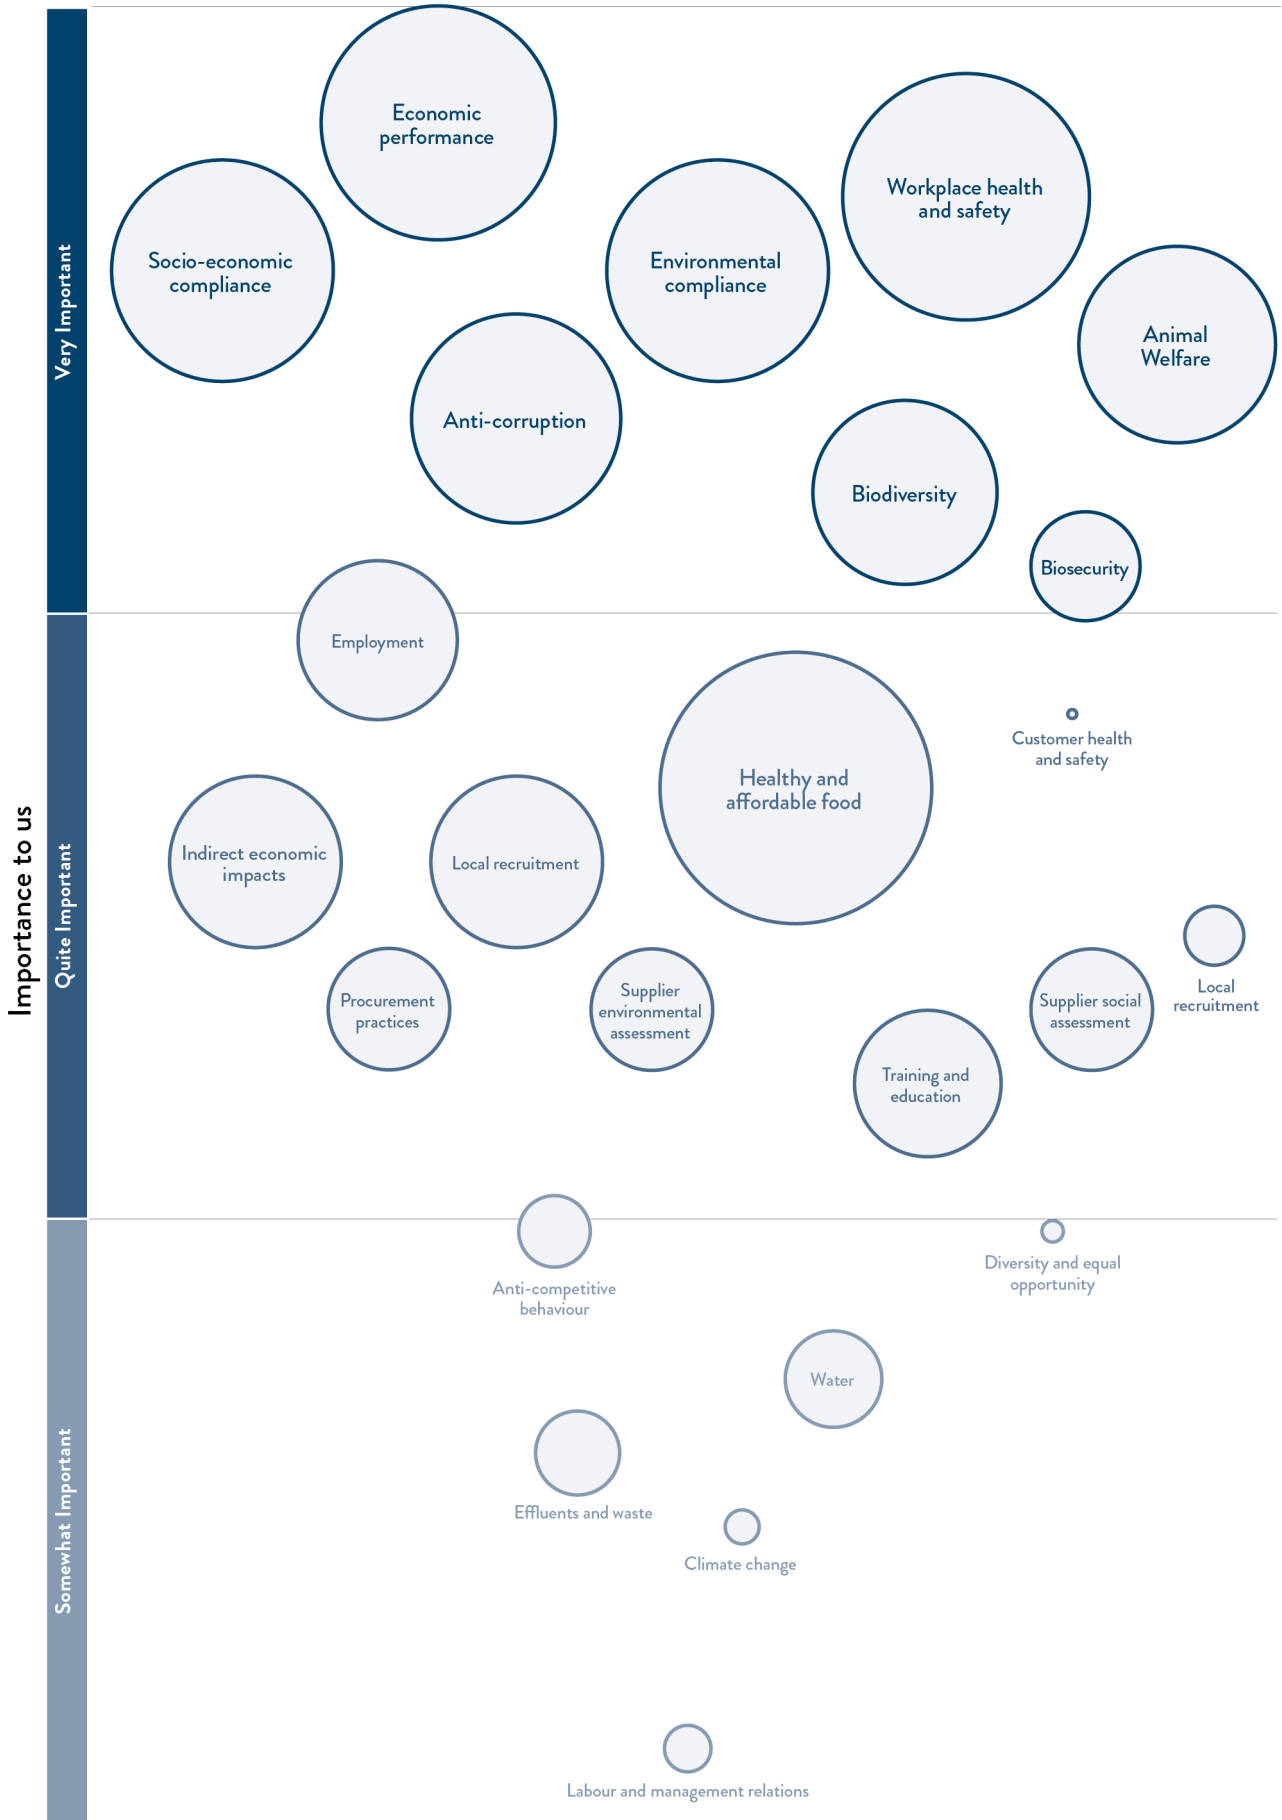 Importance to us
Very Important
Economic
performance
Workplace health
and safety
Socio-economic
compliance
Environmental
compliance
Animal
Welfare
Anti-corruption
Biodiversity
Biosecurity
Quite Important
Employment
Customer health
and safety
Healthy and
affordable food
Indirect economic
impacts
Local recruitment
Local
recruitment
Procurement
practices
Supplier
environmental
assessment
Supplier social
assessment
Training and
education
Somewhat Important
Anti-competitive
behaviour
Diversity and equal
opportunity
Water
Effluents and waste
Climate change
Labour and management relations